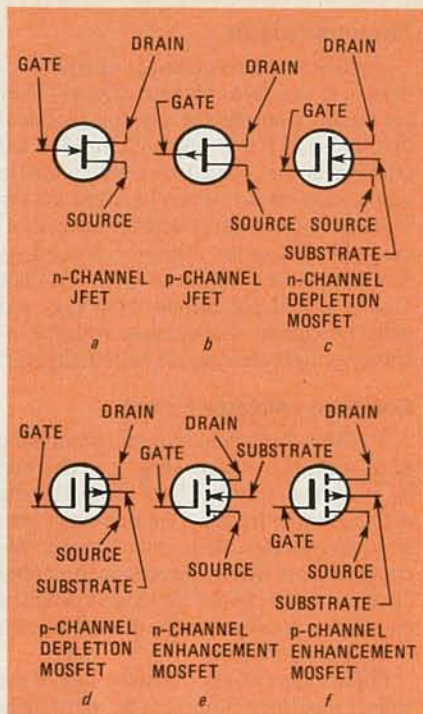 GATE
DRAIN
SOURCE
n-CHANNEL
JFET
a
GATE
DRAIN
SOURCE
p-CHANNEL
JFET
b
GATE
DRAIN
SOURCE
SUBSTRATE
n-CHANNEL
DEPLETION
MOSFET
c
GATE
DRAIN
SOURCE
SUBSTRATE
p-CHANNEL
DEPLETION
MOSFET
d
GATE
DRAIN
SUBSTRATE
SOURCE
n-CHANNEL
ENHANCEMENT
MOSFET
e
GATE
DRAIN
SOURCE
SUBSTRATE
p-CHANNEL
ENHANCEMENT
MOSFET
f